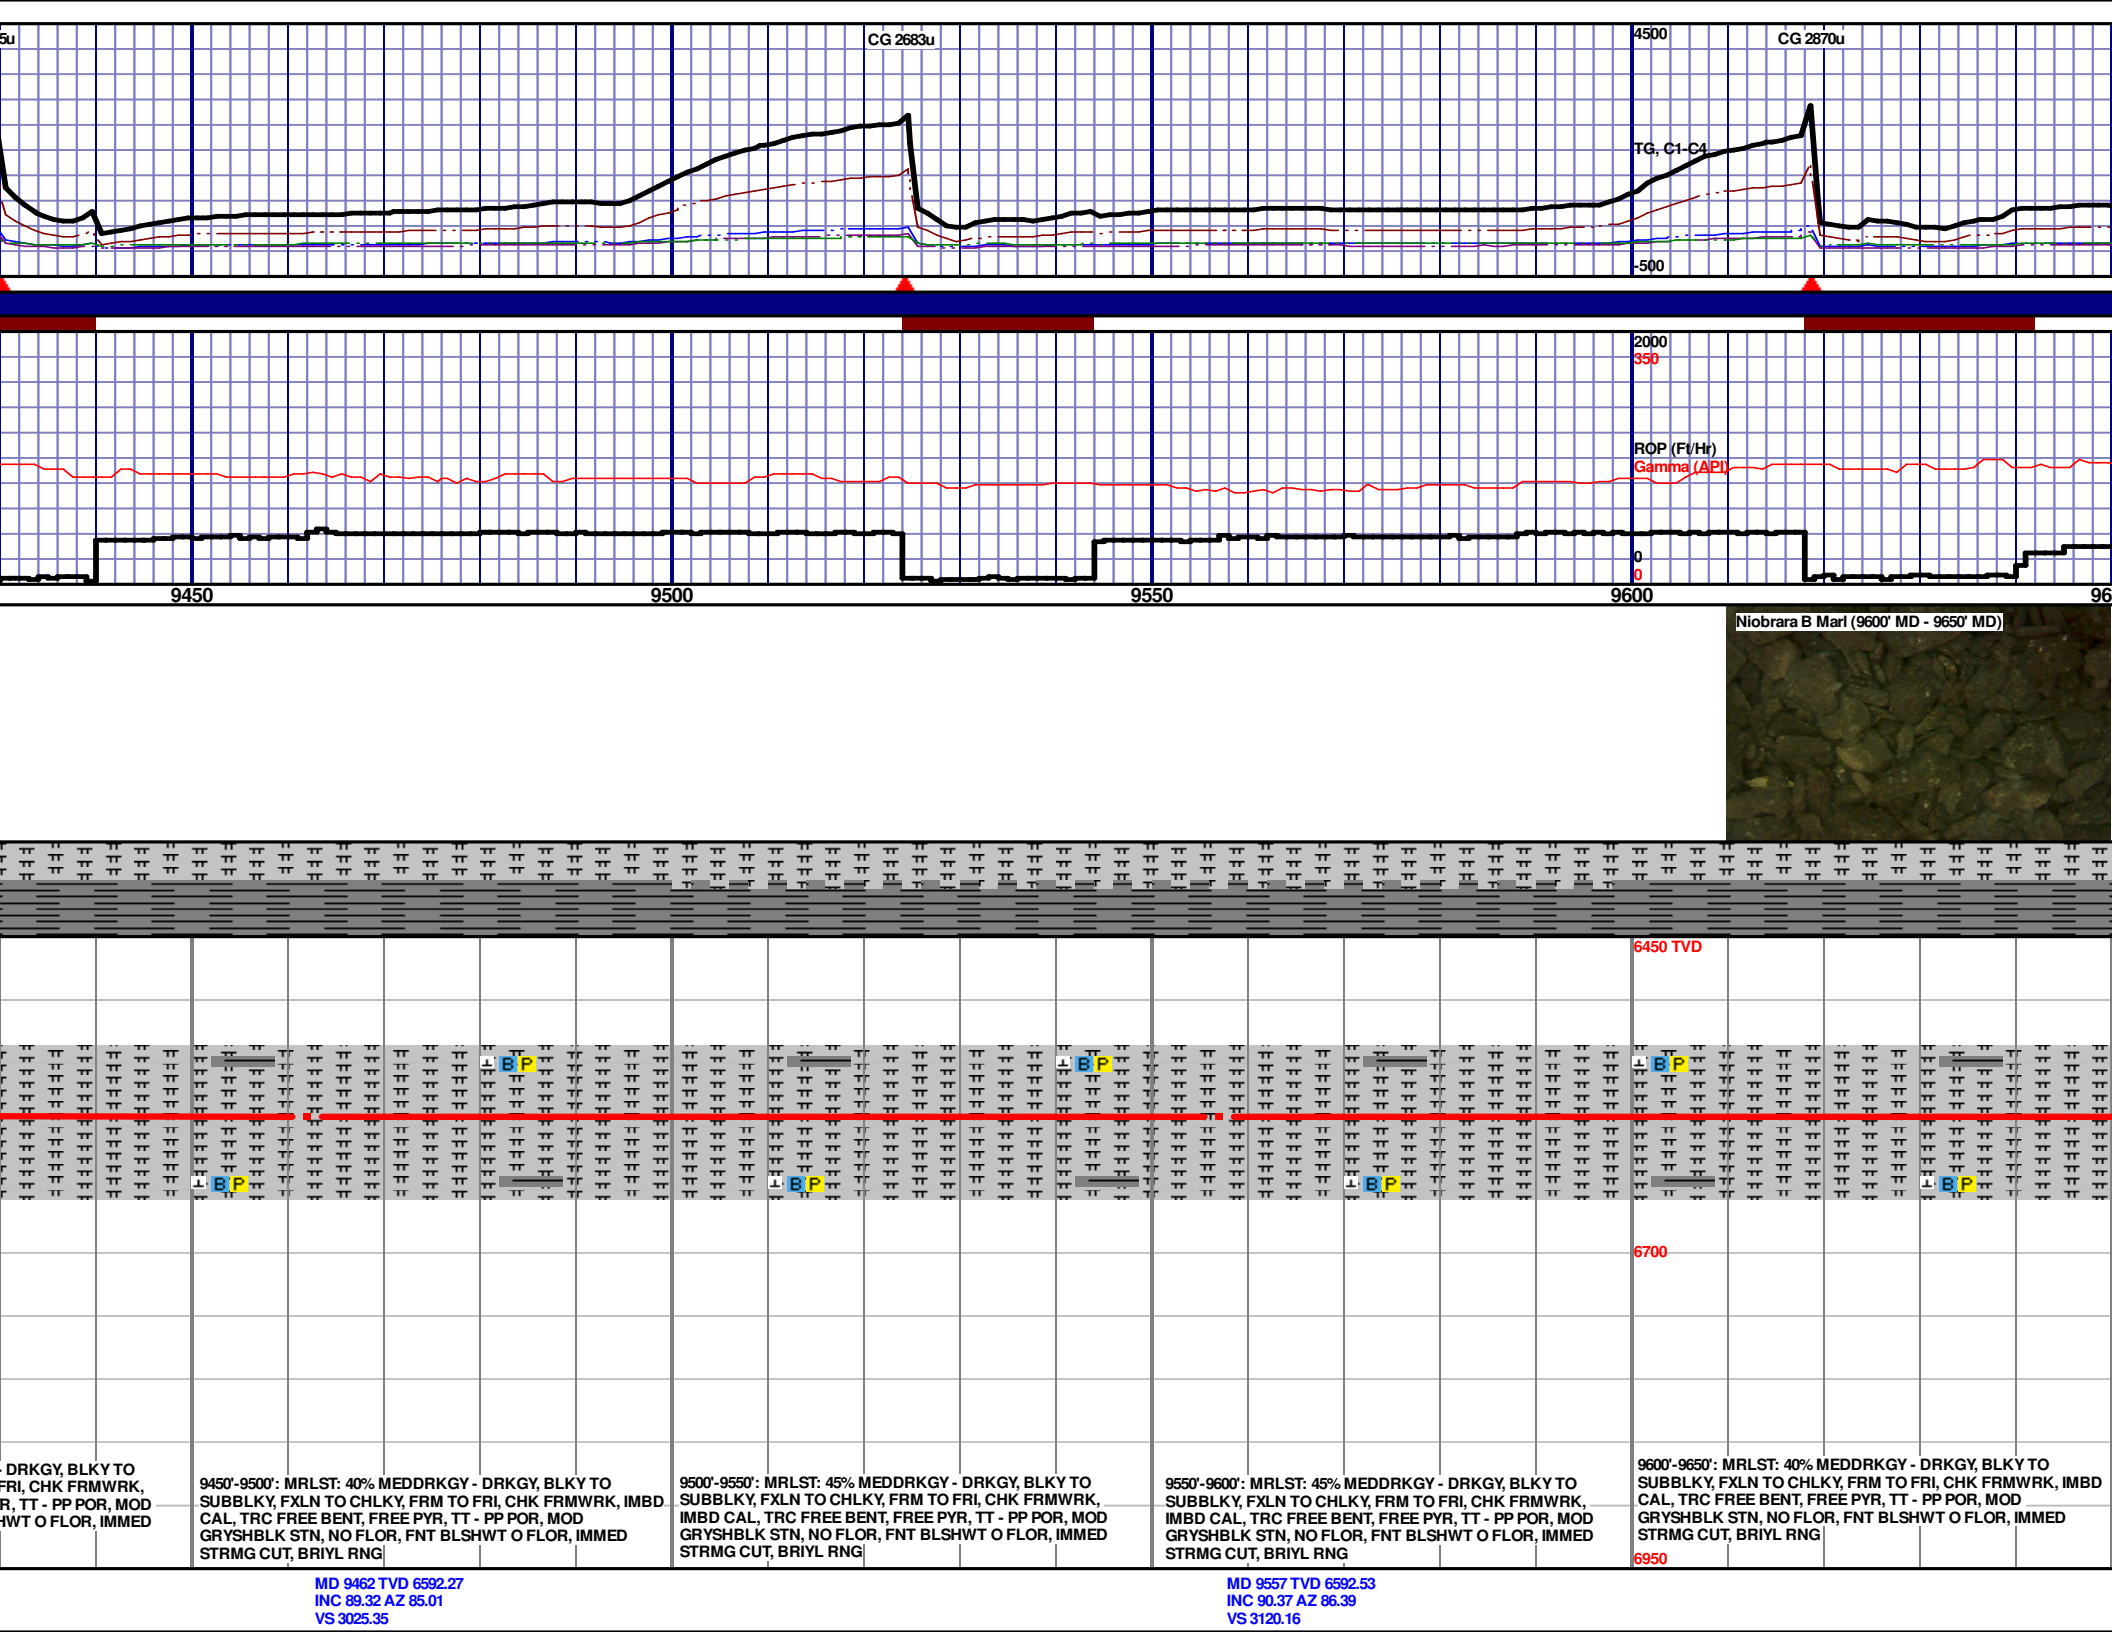 5u
CG 2683u
4500
CG 2870u
TG, C1-C4
-500
2000
350
ROP (Ft/Hr)
Gamma (API)
0
0
9450
9500
9550
9600
96
Niobrara B Marl (9600' MD - 9650' MD)
6450 TVD
B P
B P
B P
B P
B P
B P
B P
6700
- DRKGY, BLKY TO
FRI, CHK FRMWRK,
R, TT - PP POR, MOD
HWT O FLOR, IMMED
9450'-9500': MRLST: 40% MEDDRKGY - DRKGY, BLKY TO
SUBBLKY, FXLN TO CHLKY, FRM TO FRI, CHK FRMWRK, IMBD
CAL, TRC FREE BENT, FREE PYR, TT - PP POR, MOD
GRYSHBLK STN, NO FLOR, FNT BLSHWT O FLOR, IMMED
STRMG CUT, BRIYL RNG
9500'-9550': MRLST: 45% MEDDRKGY - DRKGY, BLKY TO
SUBBLKY, FXLN TO CHLKY, FRM TO FRI, CHK FRMWRK,
IMBD CAL, TRC FREE BENT, FREE PYR, TT - PP POR, MOD
GRYSHBLK STN, NO FLOR, FNT BLSHWT O FLOR, IMMED
STRMG CUT, BRIYL RNG
9550'-9600': MRLST: 45% MEDDRKGY - DRKGY, BLKY TO
SUBBLKY, FXLN TO CHLKY, FRM TO FRI, CHK FRMWRK,
IMBD CAL, TRC FREE BENT, FREE PYR, TT - PP POR, MOD
GRYSHBLK STN, NO FLOR, FNT BLSHWT O FLOR, IMMED
STRMG CUT, BRIYL RNG
9600'-9650': MRLST: 40% MEDDRKGY - DRKGY, BLKY TO
SUBBLKY, FXLN TO CHLKY, FRM TO FRI, CHK FRMWRK, IMBD
CAL, TRC FREE BENT, FREE PYR, TT - PP POR, MOD
GRYSHBLK STN, NO FLOR, FNT BLSHWT O FLOR, IMMED
STRMG CUT, BRIYL RNG
6950
MD 9462 TVD 6592.27
INC 89.32 AZ 85.01
VS 3025.35
MD 9557 TVD 6592.53
INC 90.37 AZ 86.39
VS 3120.16